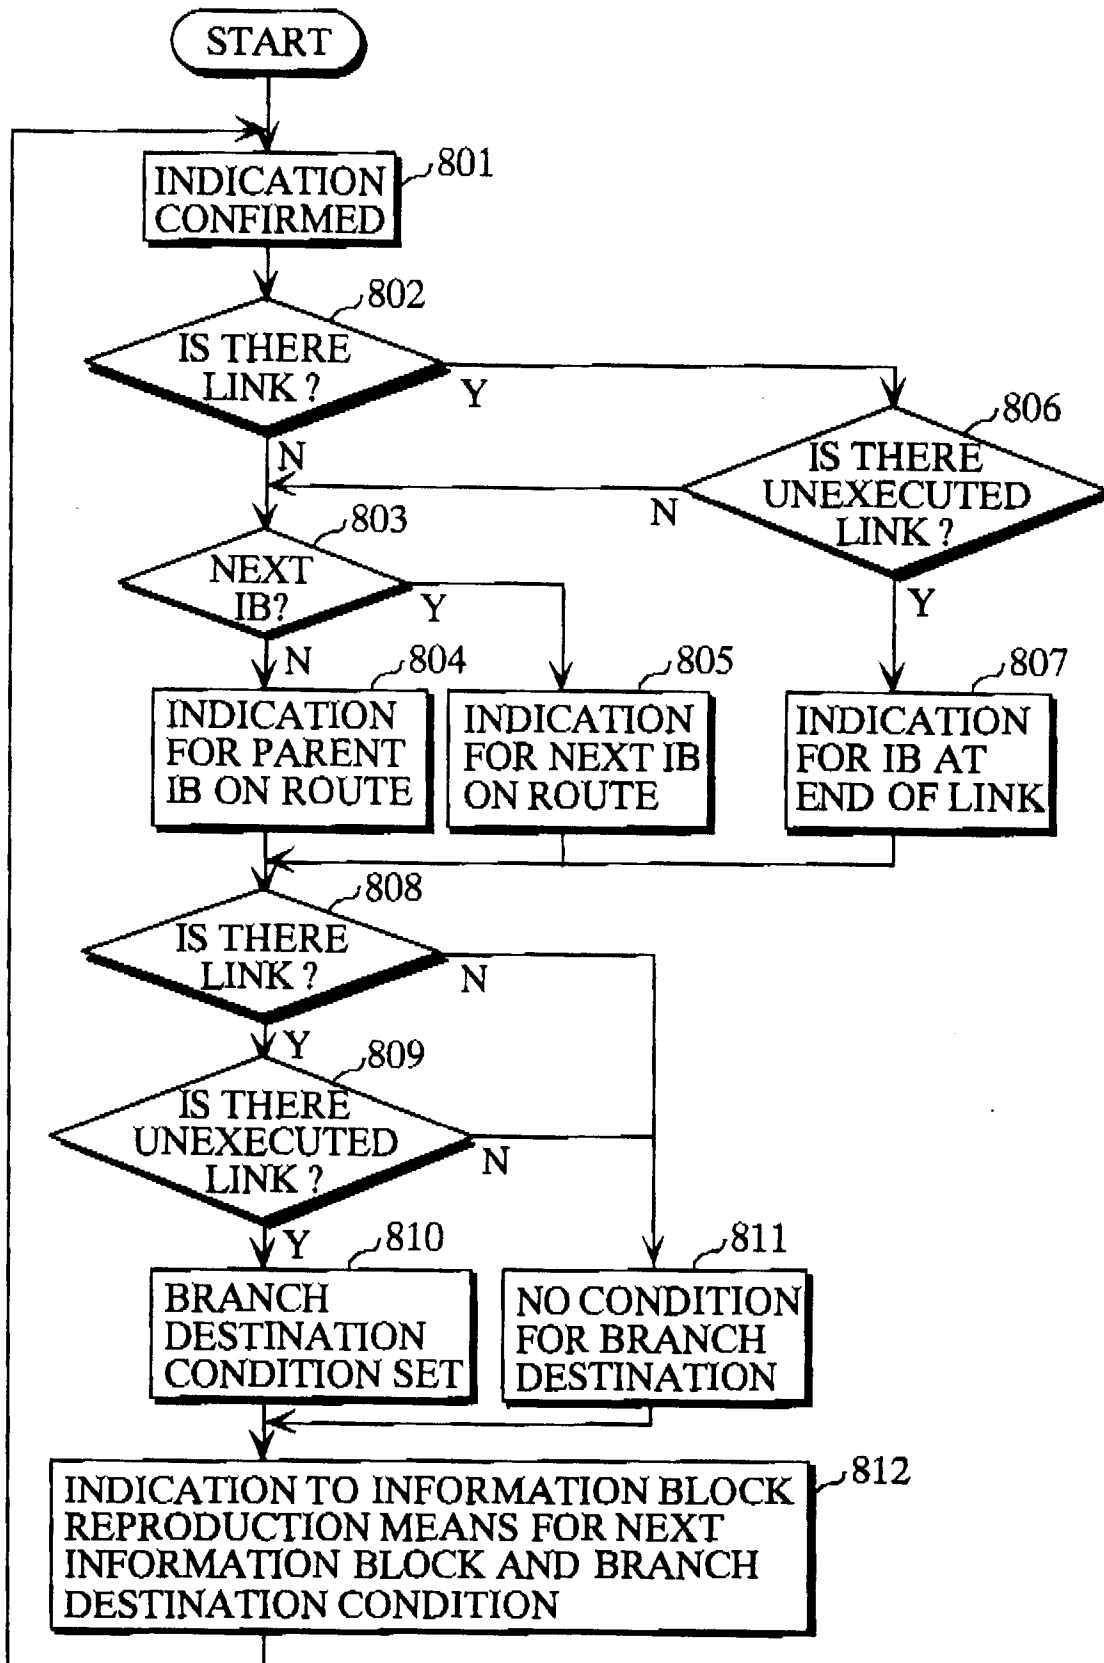 START
801
INDICATION
CONFIRMED
802
IS THERE
LINK ?
Y
N
806
IS THERE
UNEXECUTED
LINK ?
N
Y
803
NEXT
IB?
Y
N
804
INDICATION
FOR PARENT
IB ON ROUTE
805
INDICATION
FOR NEXT IB
ON ROUTE
807
INDICATION
FOR IB AT
END OF LINK
808
IS THERE
LINK ?
N
Y
809
IS THERE
UNEXECUTED
LINK ?
N
Y
810
BRANCH
DESTINATION
CONDITION SET
811
NO CONDITION
FOR BRANCH
DESTINATION
812
INDICATION TO INFORMATION BLOCK
REPRODUCTION MEANS FOR NEXT
INFORMATION BLOCK AND BRANCH
DESTINATION CONDITION